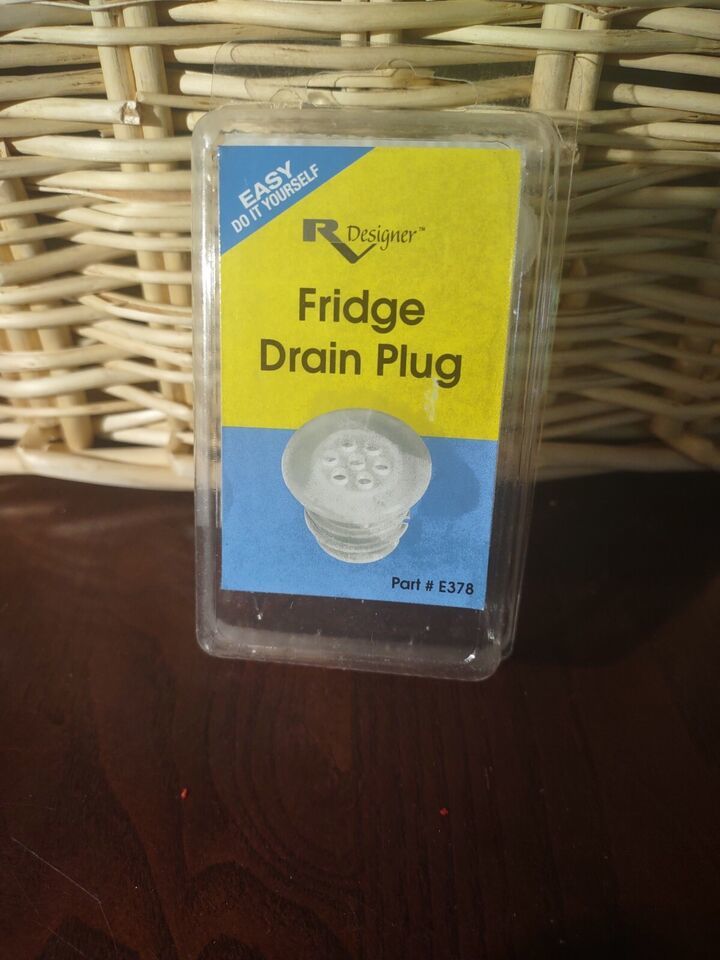 EASY
DO IT YOURSELF
RV Designer™
Fridge
Drain Plug
Part # E378